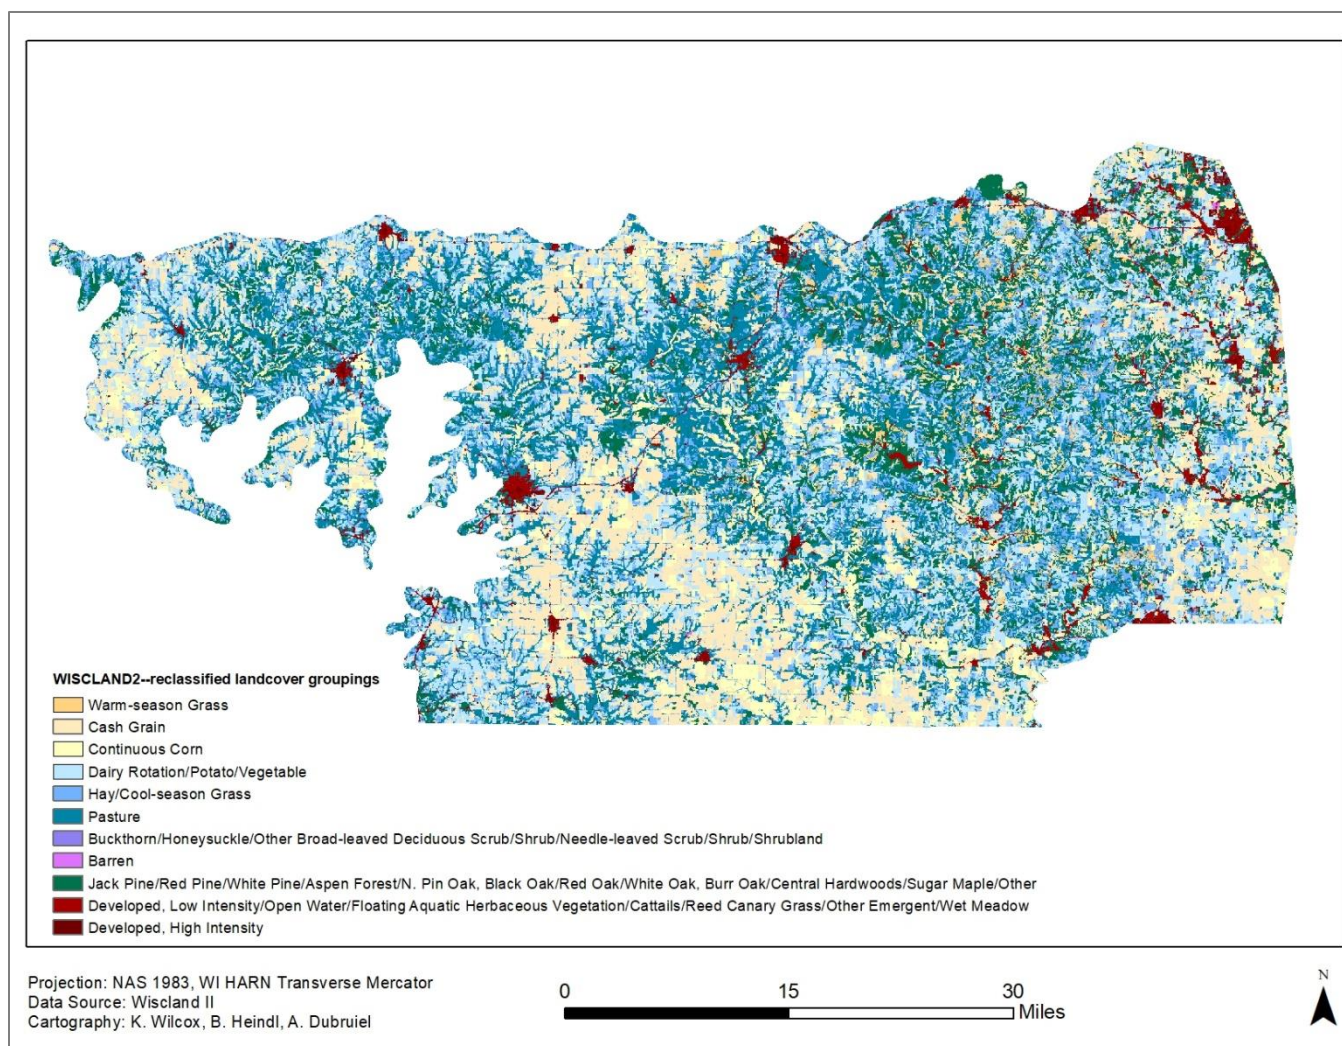 WISCLAND2--reclassified landcover groupings
Warm-season Grass
Cash Grain
Continuous Corn
Dairy Rotation/Potato/Vegetable
Hay/Cool-season Grass
Pasture
Buckthorn/Honeysuckle/Other Broad-leaved Deciduous Scrub/Shrub/Needle-leaved Scrub/Shrub/Shrubland
Barren
Jack Pine/Red Pine/White Pine/Aspen Forest/N. Pin Oak, Black Oak/Red Oak/White Oak, Burr Oak/Central Hardwoods/Sugar Maple/Other
Developed, Low Intensity/Open Water/Floating Aquatic Herbaceous Vegetation/Cattails/Reed Canary Grass/Other Emergent/Wet Meadow
Developed, High Intensity
Projection: NAS 1983, WI HARN Transverse Mercator
Data Source: Wiscland II
Cartography: K. Wilcox, B. Heindl, A. Dubruiel
0 15 30
Miles
N